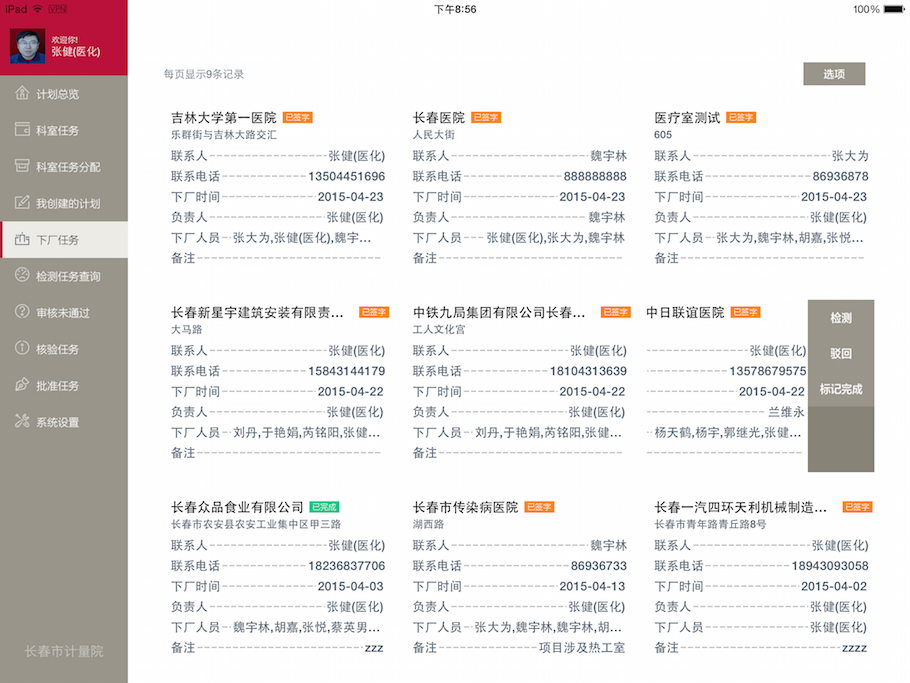 iPad VPN 下午8:56 100%
欢迎你!
张健(医化)
计划总览
科室任务
科室任务分配
我创建的计划
下厂任务
检测任务查询
审核未通过
核验任务
批准任务
系统设置
长春市计量院
每页显示9条记录 选项
吉林大学第一医院 已签字
乐群街与吉林大路交汇
联系人 张健(医化)
联系电话 13504451696
下厂时间 2015-04-23
负责人 张健(医化)
下厂人员 张大为,张健(医化),魏宇...
备注
长春医院 已签字
人民大街
联系人 魏宇林
联系电话 888888888
下厂时间 2015-04-23
负责人 魏宇林
下厂人员 张健(医化),张大为,魏宇林
备注
医疗室测试 已签字
605
联系人 张大为
联系电话 86936878
下厂时间 2015-04-23
负责人 张健(医化)
下厂人员 张大为,魏宇林,胡嘉,张悦...
备注
长春新星宇建筑安装有限责... 已签字
大马路
联系人 张健(医化)
联系电话 15843144179
下厂时间 2015-04-22
负责人 张健(医化)
下厂人员 刘丹,于艳娟,芮铭阳,张健...
备注
中铁九局集团有限公司长春... 已签字
工人文化宫
联系人 张健(医化)
联系电话 18104313639
下厂时间 2015-04-22
负责人 张健(医化)
下厂人员 刘丹,于艳娟,芮铭阳,张健...
备注
中日联谊医院 已签字
张健(医化)
13578679575
2015-04-22
兰维永
杨天鹤,杨宇,郭继光,张健...
检测
驳回
标记完成
长春众品食业有限公司 已完成
长春市农安县农安工业集中区甲三路
联系人 张健(医化)
联系电话 18236837706
下厂时间 2015-04-03
负责人 张健(医化)
下厂人员 魏宇林,胡嘉,张悦,蔡英男...
备注 zzz
长春市传染病医院 已签字
湖西路
联系人 魏宇林
联系电话 86936733
下厂时间 2015-04-13
负责人 张健(医化)
下厂人员 张大为,魏宇林,魏宇林,胡...
备注 项目涉及热工室
长春一汽四环天利机械制造... 已签字
长春市青年路青丘路8号
联系人 张健(医化)
联系电话 18943093058
下厂时间 2015-04-02
负责人 张健(医化)
下厂人员 张健(医化)
备注 zzzz